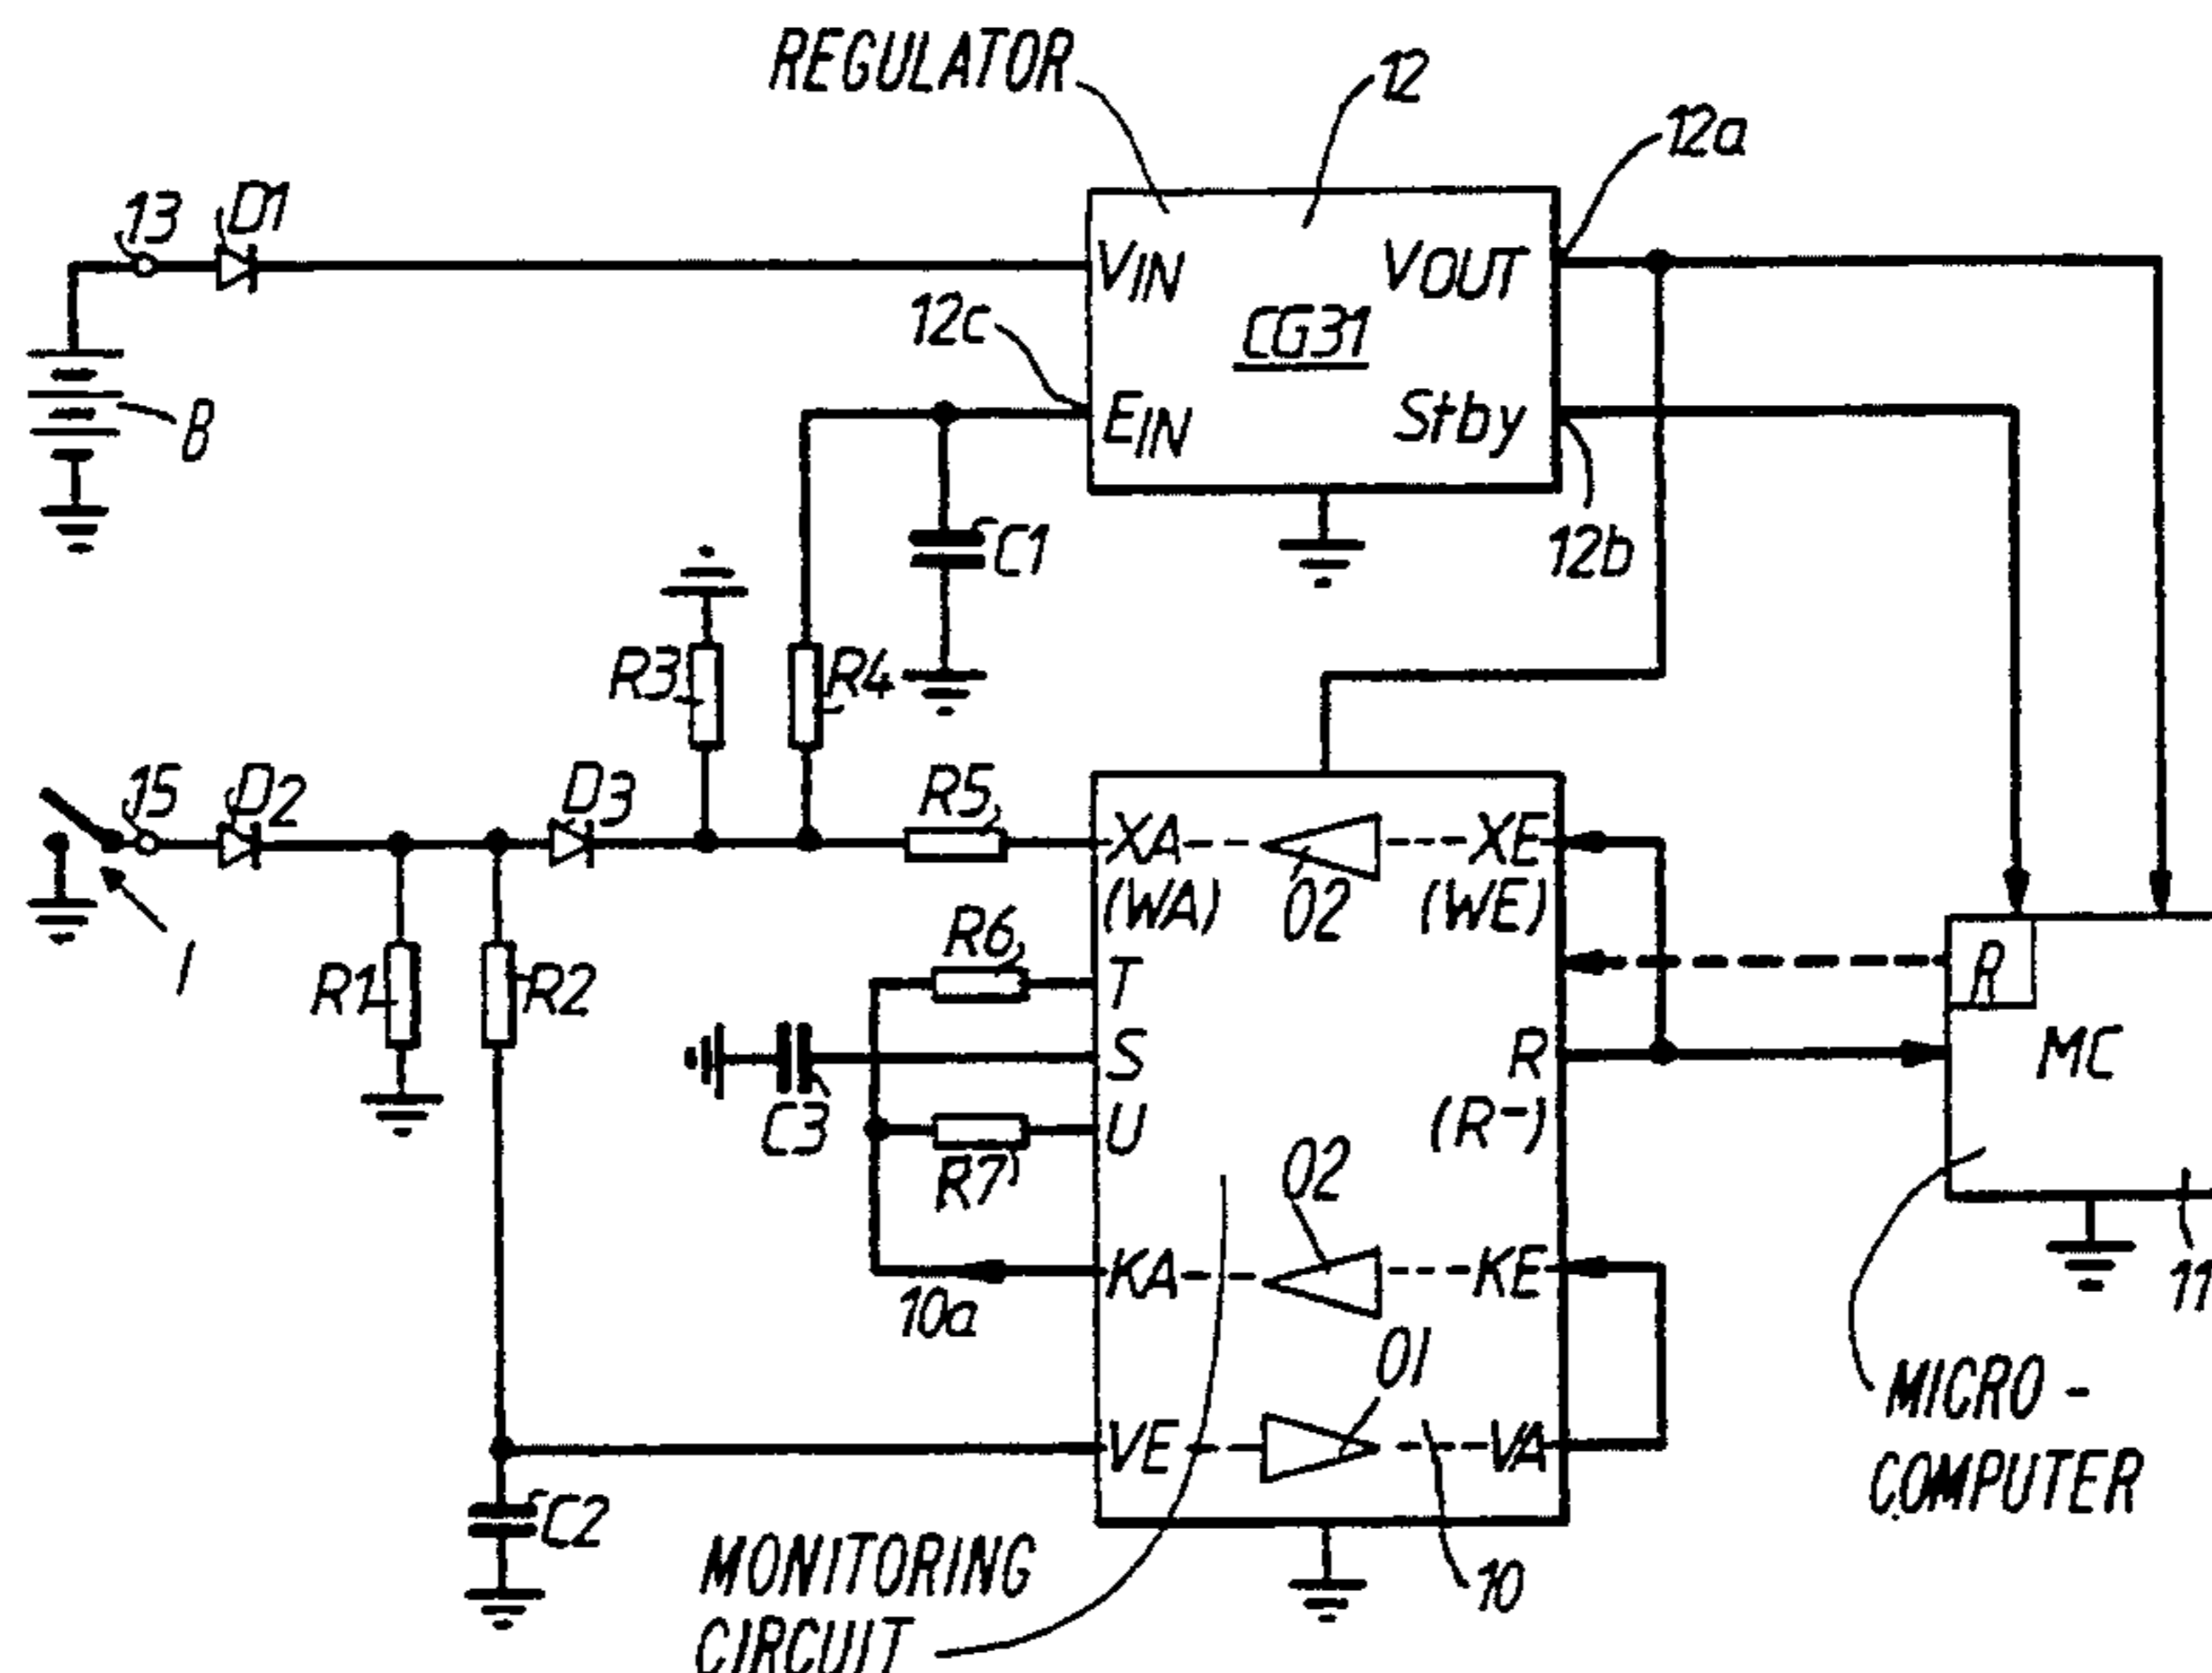 REGULATOR
12
12a
13
D1
VIN
VOUT
12c
CG31
EIN
Stby
8
C1
12b
R3
R4
15
D2
D3
R5
XA
XE
(WA)
02
(WE)
R6
T
R
1
R1
R2
S
R
MC
C3
U
(R-)
R7
02
KA
KE
10a
11
01
MICRO -
VE
VA
COMPUTER
C2
MONITORING
10
CIRCUIT